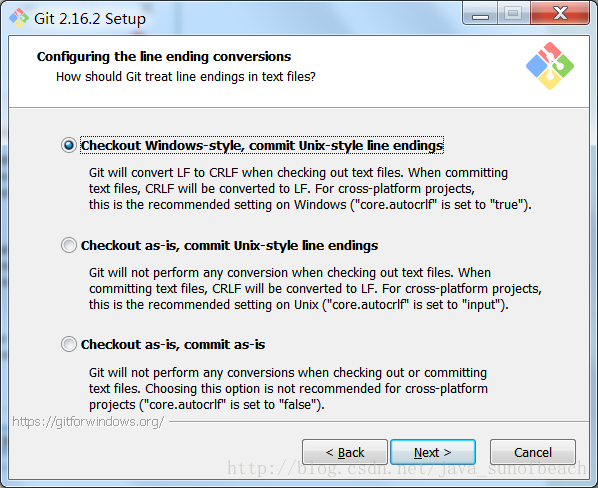 Git 2.16.2 Setup
Configuring the line ending conversions
How should Git treat line endings in text files?
Checkout Windows-style, commit Unix-style line endings
Git will convert LF to CRLF when checking out text files. When committing
text files, CRLF will be converted to LF. For cross-platform projects,
this is the recommended setting on Windows ("core.autocrlf" is set to "true").
Checkout as-is, commit Unix-style line endings
Git will not perform any conversion when checking out text files. When
committing text files, CRLF will be converted to LF. For cross-platform projects,
this is the recommended setting on Unix ("core.autocrlf" is set to "input").
Checkout as-is, commit as-is
Git will not perform any conversions when checking out or committing
text files. Choosing this option is not recommended for cross-platform
projects ("core.autocrlf" is set to "false").
https://gitforwindows.org/
< Back
Next >
Cancel
http://blog.csdn.net/java_sunofbeach